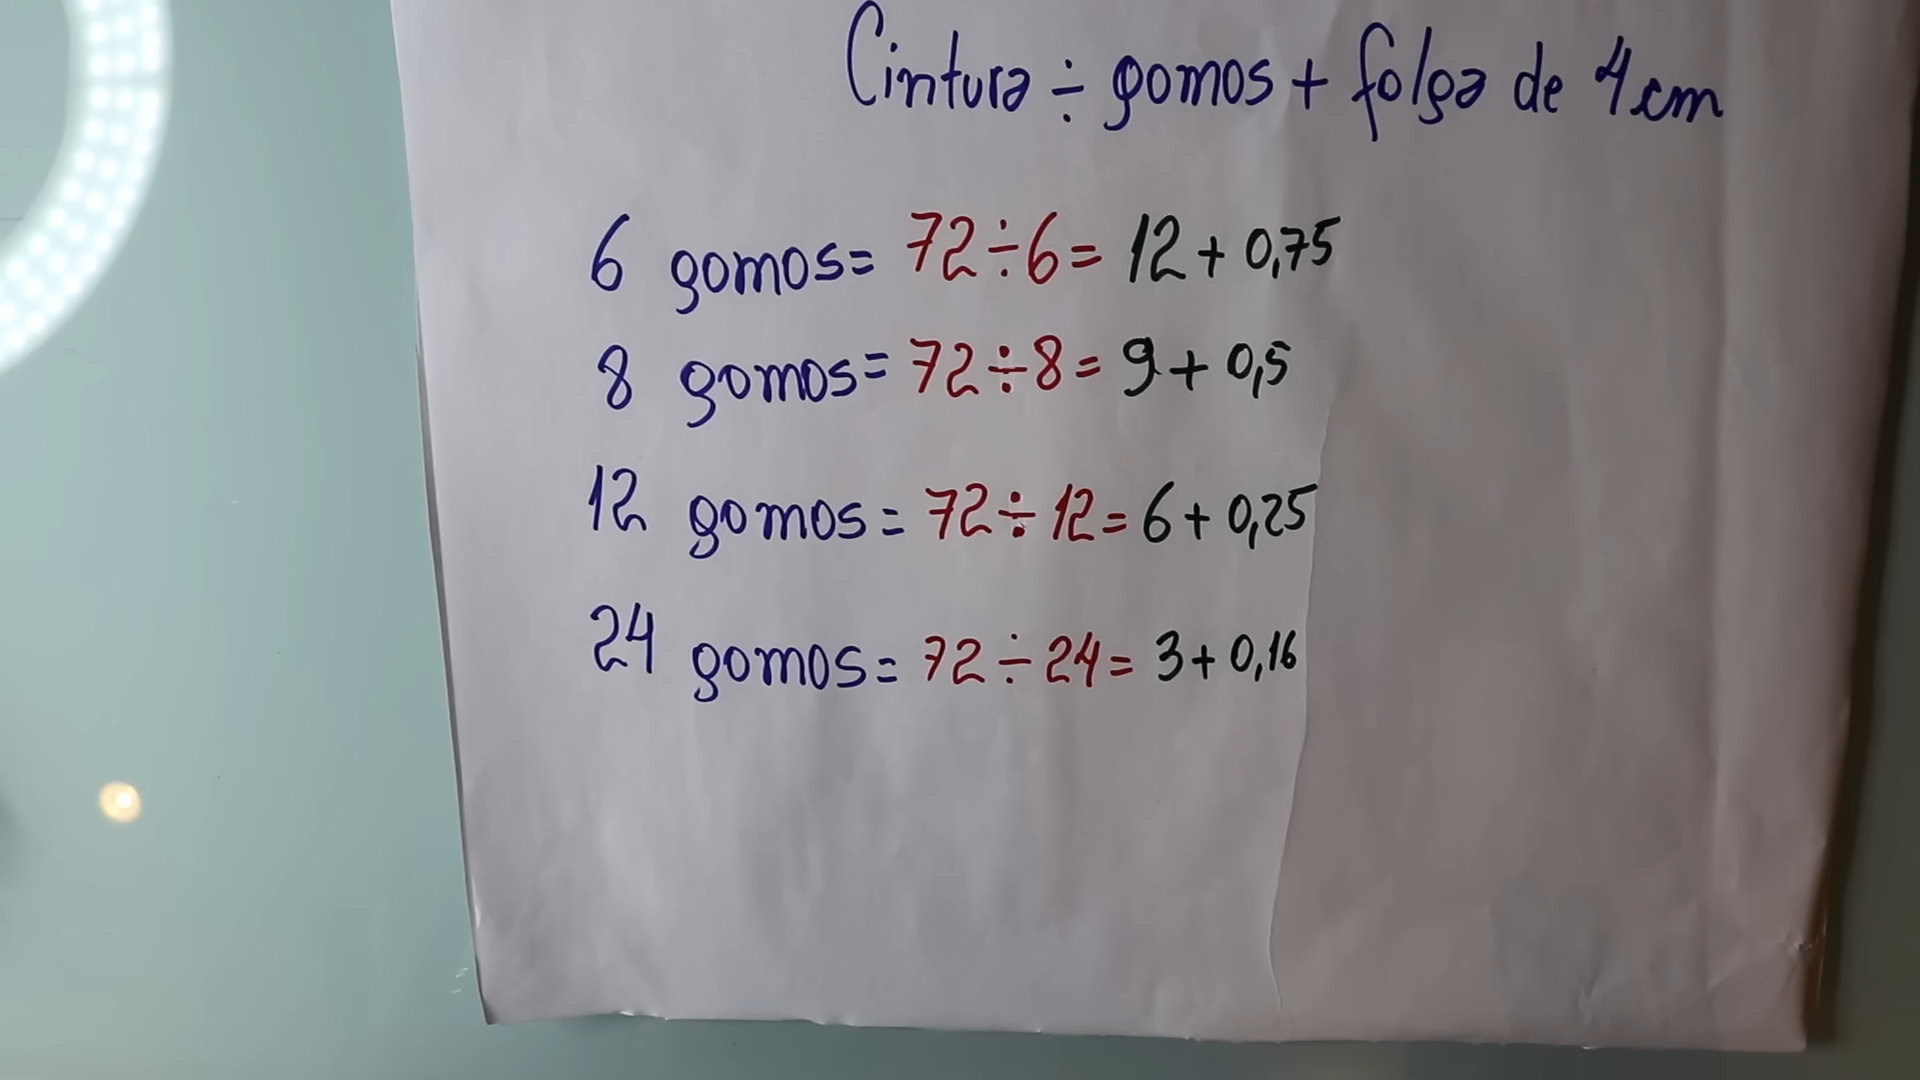 Cintura ÷ gomos + folga de 4cm
6 gomos = 72÷6= 12 + 0,75
8 gomos = 72÷8= 9 + 0,5
12 gomos = 72÷12= 6 + 0,25
24 gomos = 72÷24= 3 + 0,16